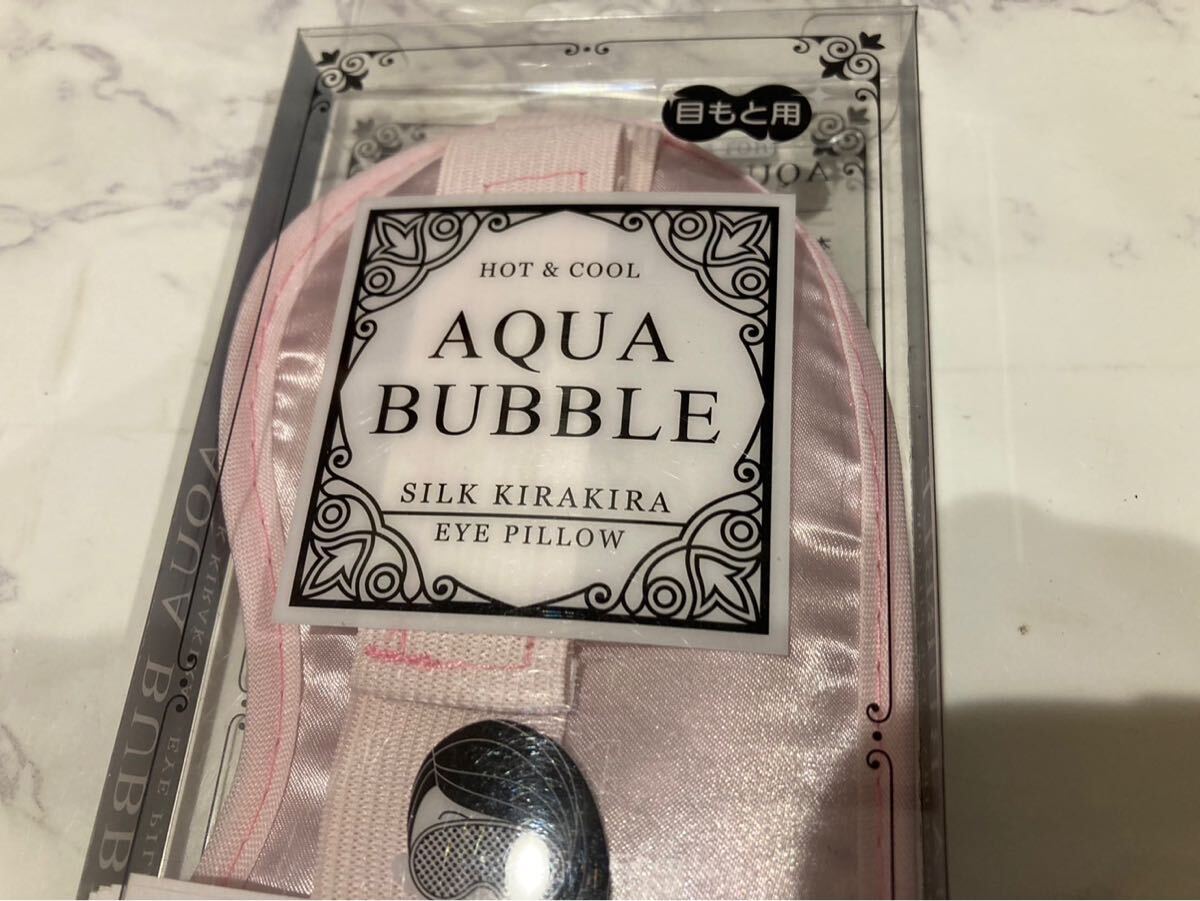 目もと用
HOT & COOL
AQUA
BUBBLE
SILK KIRAKIRA
EYE PILLOW